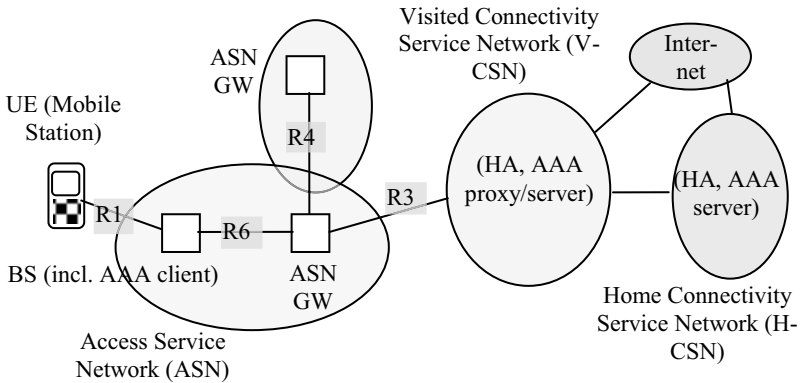 Visited Connectivity
Service Network (V-
CSN)
Inter-
net
ASN
GW
UE (Mobile
Station)
R4
(HA, AAA
proxy/server)
(HA, AAA
server)
R3
R1
R6
BS (incl. AAA client)
ASN
GW
Home Connectivity
Service Network (H-
CSN)
Access Service
Network (ASN)